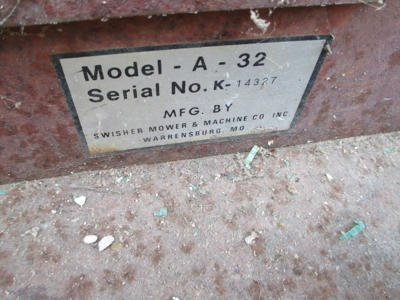 Model - A - 32
Serial No. K-14327
MFG. BY
SWISHER MOWER & MACHINE CO. INC.
WARRENSBURG, MO.